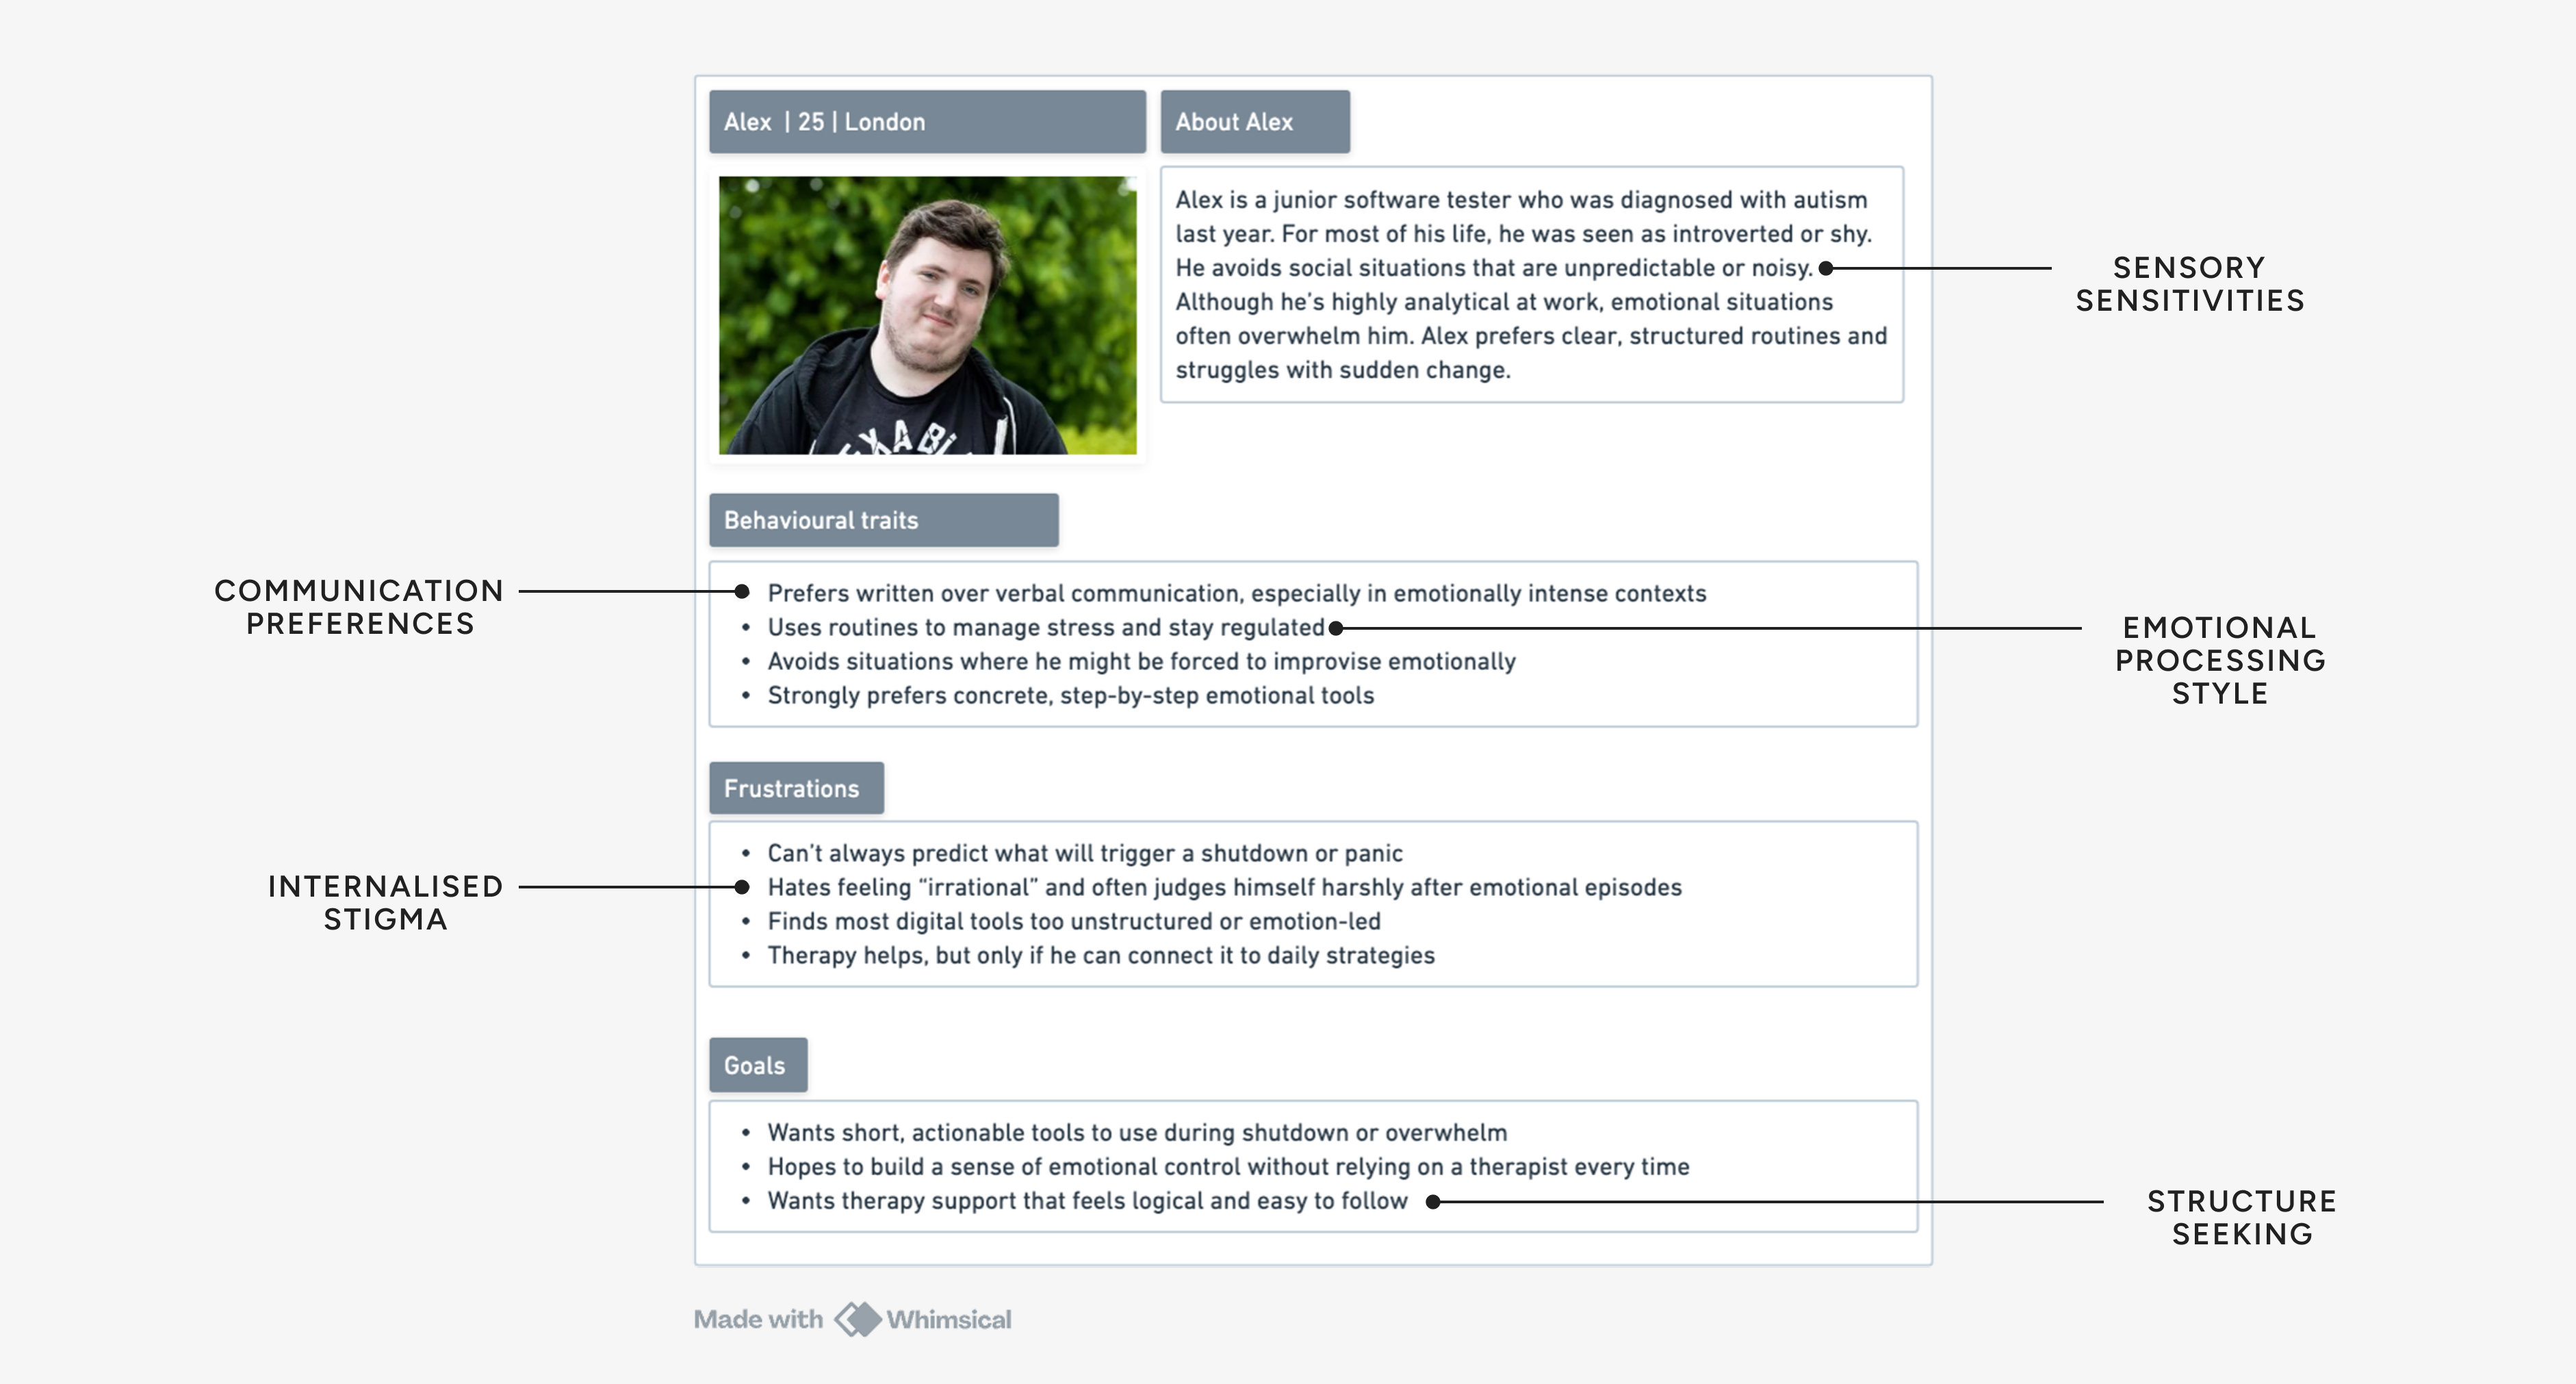 Alex | 25 | London
About Alex
Alex is a junior software tester who was diagnosed with autism
last year. For most of his life, he was seen as introverted or shy.
He avoids social situations that are unpredictable or noisy.
Although he’s highly analytical at work, emotional situations
often overwhelm him. Alex prefers clear, structured routines and
struggles with sudden change.
SENSORY
SENSITIVITIES
Behavioural traits
COMMUNICATION
PREFERENCES
• Prefers written over verbal communication, especially in emotionally intense contexts
• Uses routines to manage stress and stay regulated
• Avoids situations where he might be forced to improvise emotionally
• Strongly prefers concrete, step-by-step emotional tools
EMOTIONAL
PROCESSING
STYLE
Frustrations
INTERNALISED
STIGMA
• Can’t always predict what will trigger a shutdown or panic
• Hates feeling “irrational” and often judges himself harshly after emotional episodes
• Finds most digital tools too unstructured or emotion-led
• Therapy helps, but only if he can connect it to daily strategies
Goals
• Wants short, actionable tools to use during shutdown or overwhelm
• Hopes to build a sense of emotional control without relying on a therapist every time
• Wants therapy support that feels logical and easy to follow
STRUCTURE
SEEKING
Made with Whimsical